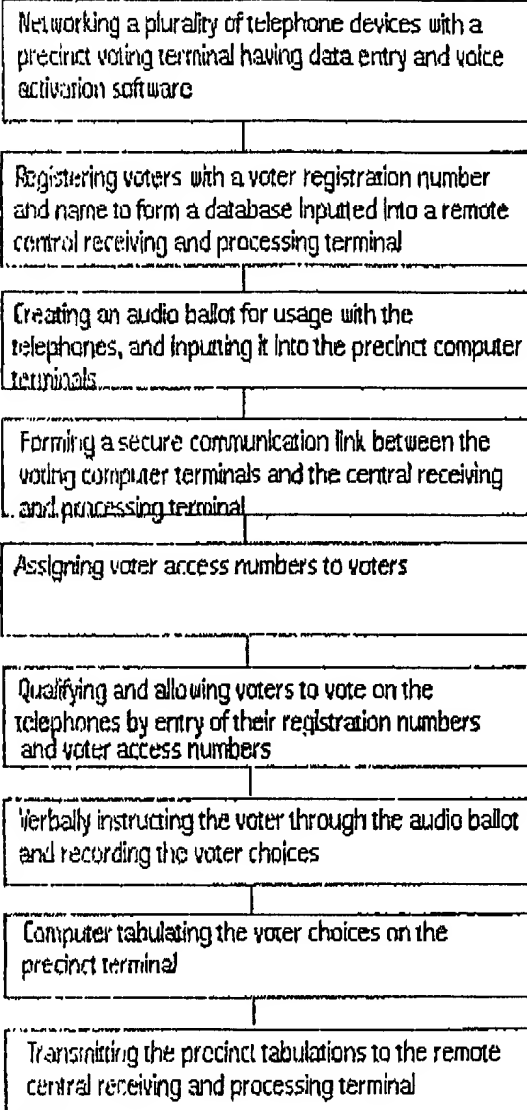 Networking a plurality of telephone devices with a
precinct voting terminal having data entry and voice
activation software
Registering voters with a voter registration number
and name to form a database inputted into a remote
control receiving and processing terminal
Creating an audio ballot for usage with the
telephones, and inputting it into the precinct computer
terminals
Forming a secure communication link between the
voting computer terminals and the central receiving
and processing terminal
Assigning voter access numbers to voters
Qualifying and allowing voters to vote on the
telephones by entry of their registration numbers
and voter access numbers
Verbally instructing the voter through the audio ballot
and recording the voter choices
Computer tabulating the voter choices on the
precinct terminal
Transmitting the precinct tabulations to the remote
central receiving and processing terminal